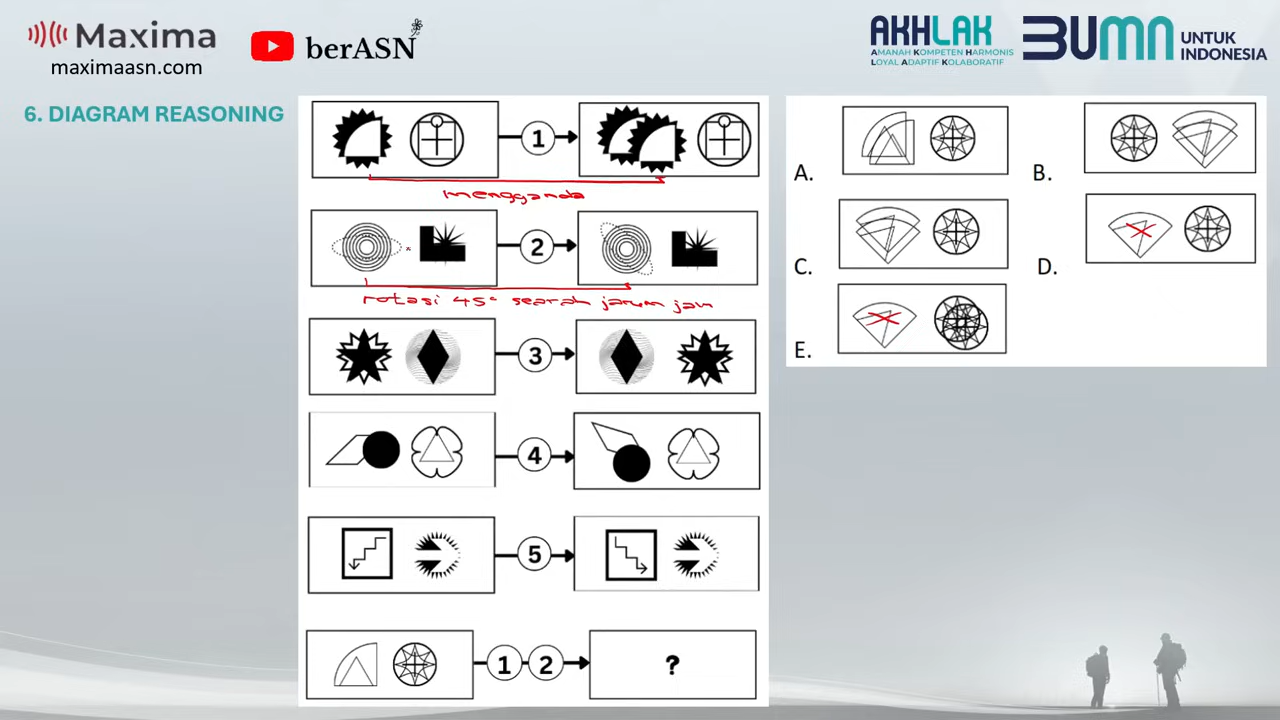 Maxima
maximaasn.com
berASN
AKHLAK
AMANAH KOMPETEN HARMONIS
LOYAL ADAPTIF KOLABORATIF
BUMN UNTUK INDONESIA
6. DIAGRAM REASONING
1
mengganda
2
rotasi 45° searah jarum jam
3
4
5
1 2
?
A.
B.
C.
D.
E.